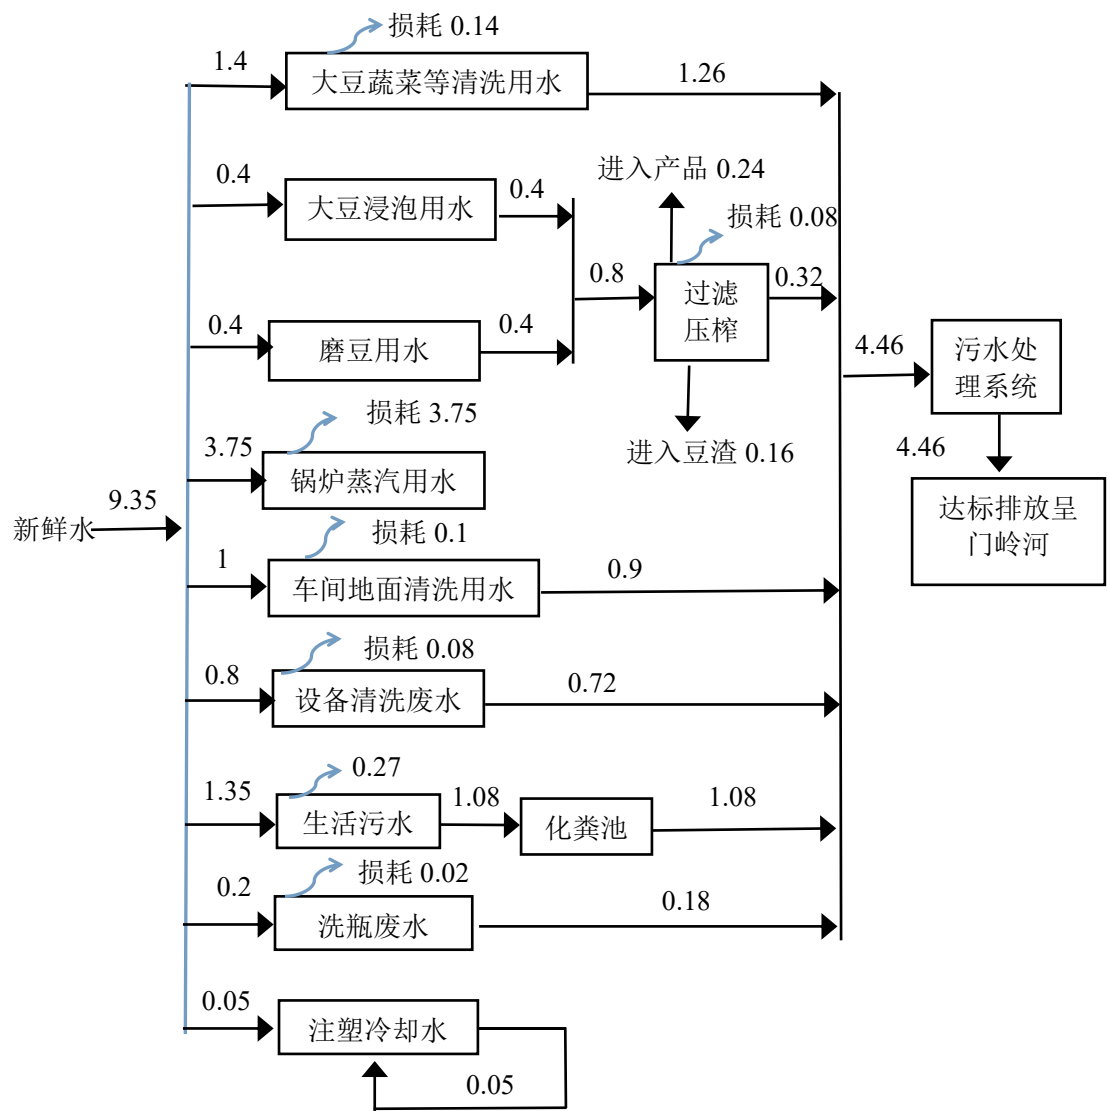 损耗 0.14
1.4
大豆蔬菜等清洗用水
1.26
进入产品 0.24
0.4
大豆浸泡用水
0.4
损耗 0.08
0.8
过滤
压榨
0.32
0.4
磨豆用水
0.4
4.46
污水处
理系统
损耗 3.75
3.75
锅炉蒸汽用水
进入豆渣 0.16
4.46
达标排放呈
门岭河
新鲜水
9.35
损耗 0.1
1
车间地面清洗用水
0.9
损耗 0.08
0.8
设备清洗废水
0.72
0.27
1.35
生活污水
1.08
化粪池
1.08
损耗 0.02
0.2
洗瓶废水
0.18
0.05
注塑冷却水
0.05